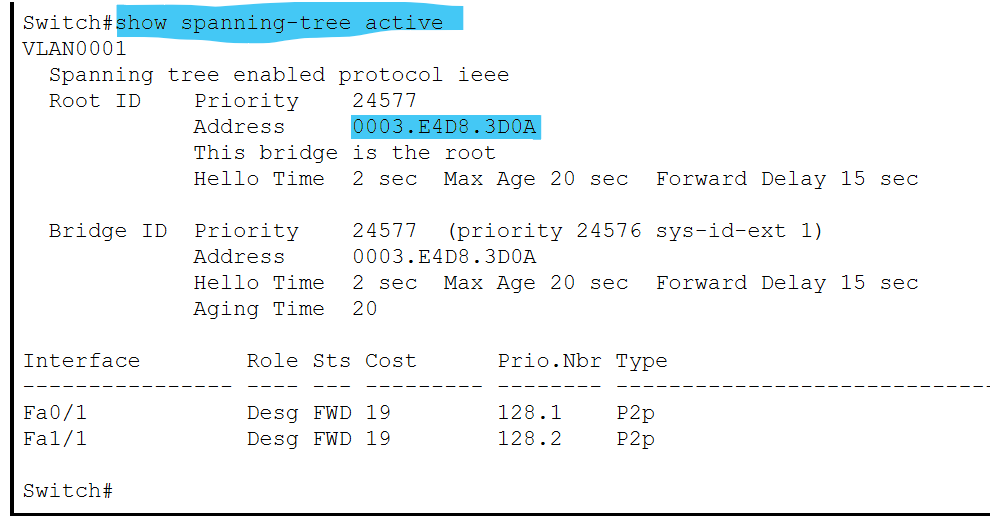 Switch#show spanning-tree active
VLAN0001
  Spanning tree enabled protocol ieee
  Root ID    Priority    24577
             Address     0003.E4D8.3D0A
             This bridge is the root
             Hello Time  2 sec  Max Age 20 sec  Forward Delay 15 sec

  Bridge ID  Priority    24577  (priority 24576 sys-id-ext 1)
             Address     0003.E4D8.3D0A
             Hello Time  2 sec  Max Age 20 sec  Forward Delay 15 sec
             Aging Time  20

Interface        Role Sts Cost      Prio.Nbr Type
---------------- ---- --- --------- -------- -----------------------------
Fa0/1            Desg FWD 19        128.1    P2p
Fa1/1            Desg FWD 19        128.2    P2p

Switch#